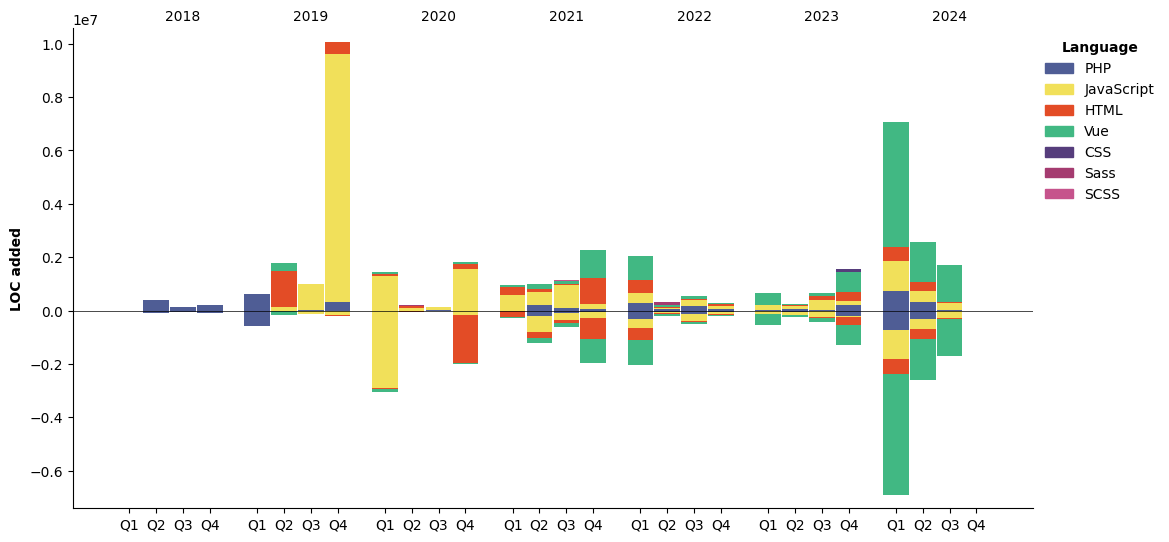 1e7
2018 2019 2020 2021 2022 2023 2024
Language
PHP
JavaScript
HTML
Vue
CSS
Sass
SCSS
LOC added
1.0
0.8
0.6
0.4
0.2
0.0
−0.2
−0.4
−0.6
Q1 Q2 Q3 Q4 Q1 Q2 Q3 Q4 Q1 Q2 Q3 Q4 Q1 Q2 Q3 Q4 Q1 Q2 Q3 Q4 Q1 Q2 Q3 Q4 Q1 Q2 Q3 Q4